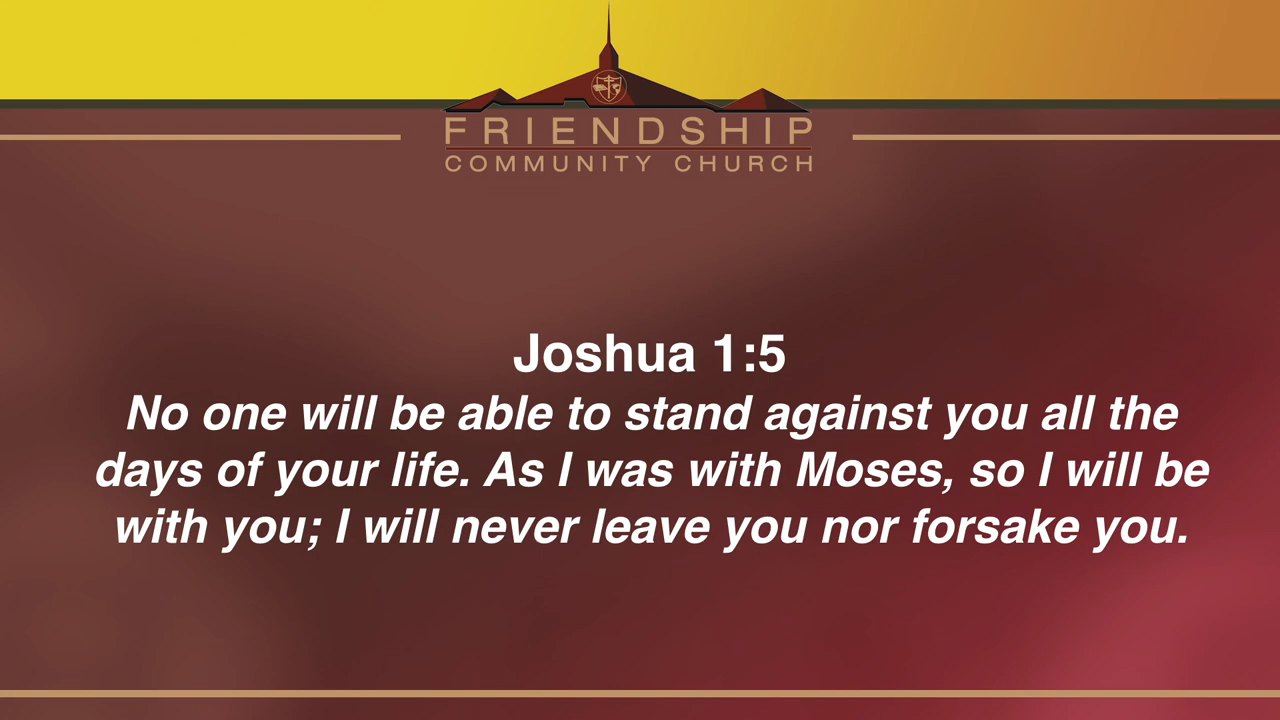 FRIENDSHIP
COMMUNITY CHURCH
Joshua 1:5
No one will be able to stand against you all the
days of your life. As I was with Moses, so I will be
with you; I will never leave you nor forsake you.